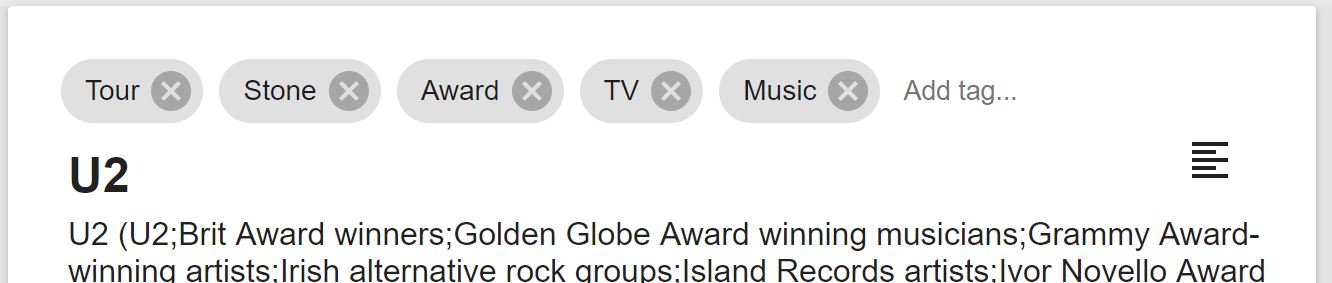 Tour Stone Award TV Music Add tag...
U2
U2 (U2;Brit Award winners;Golden Globe Award winning musicians;Grammy Award-
winning artists;Irish alternative rock groups;Island Records artists;Ivor Novello Award